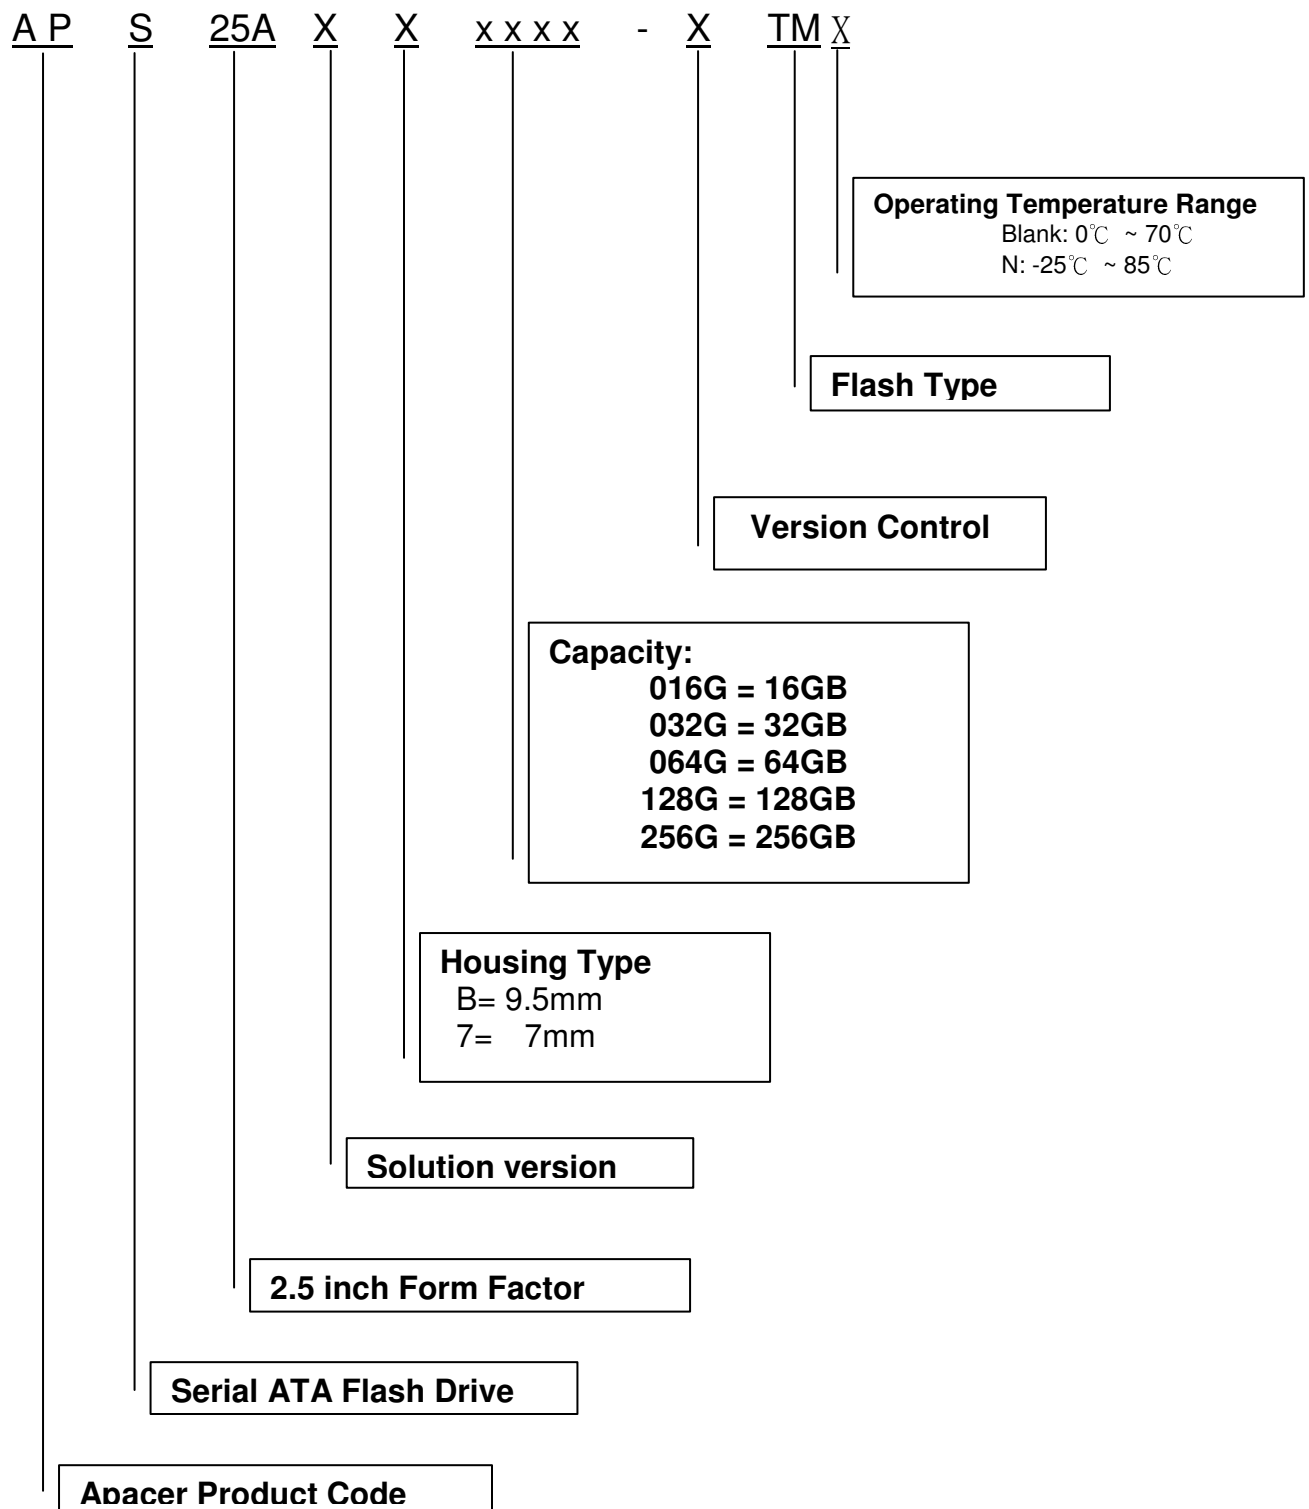 A P S 25A X X x x x x - X TM X
Operating Temperature Range
Blank: 0℃ ~ 70℃
N: -25℃ ~ 85℃
Flash Type
Version Control
Capacity:
016G = 16GB
032G = 32GB
064G = 64GB
128G = 128GB
256G = 256GB
Housing Type
B= 9.5mm
7= 7mm
Solution version
2.5 inch Form Factor
Serial ATA Flash Drive
Apacer Product Code